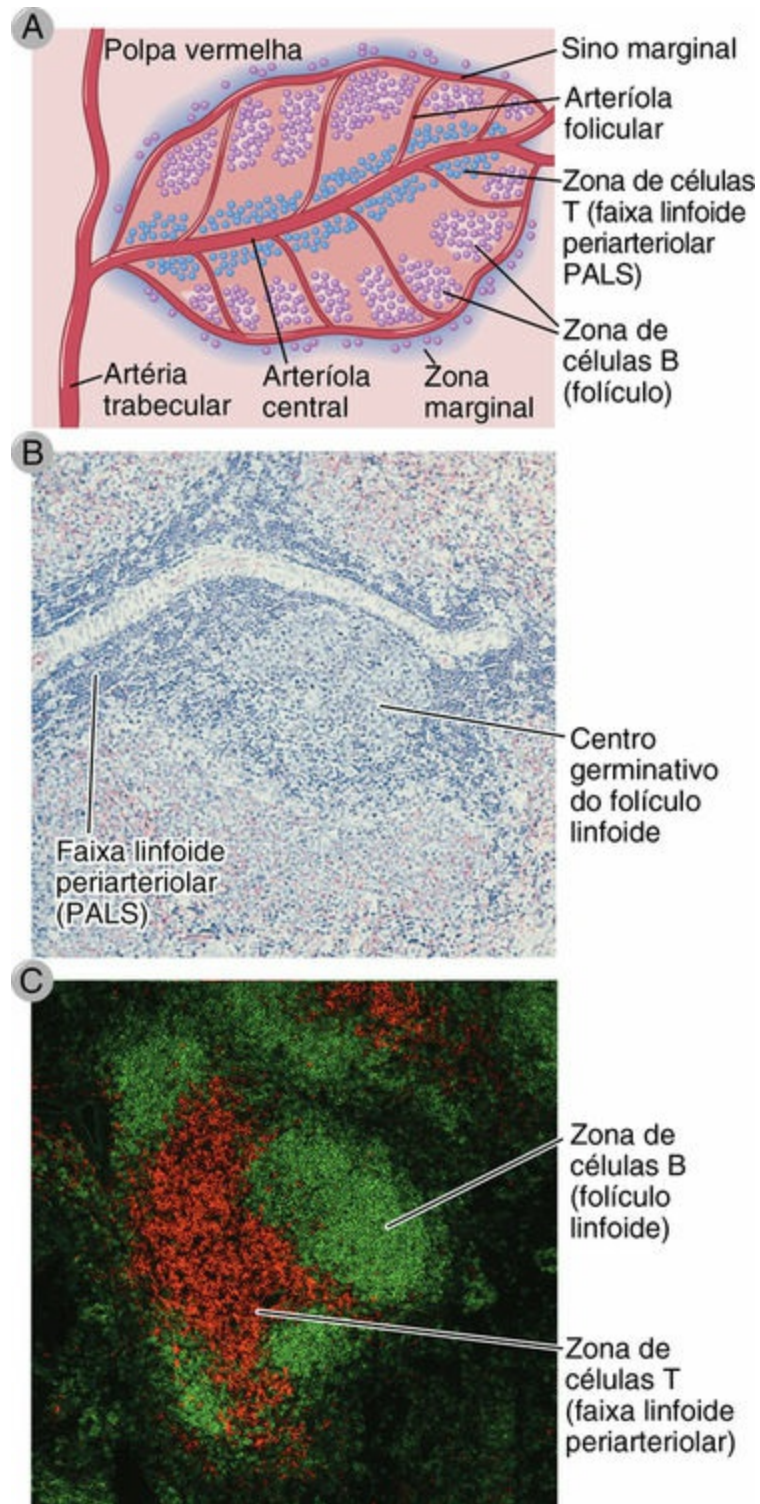 A
Polpa vermelha
Sino marginal
Arteríola
folicular
Zona de células
T (faixa linfoide
periarteriolar
PALS)
Zona de
células B
(folículo)
Artéria
trabecular
Arteríola
central
Zona
marginal
B
Centro
germinativo
do folículo
linfoide
Faixa linfoide
periarteriolar
(PALS)
C
Zona de
células B
(folículo
linfoide)
Zona de
células T
(faixa linfoide
periarteriolar)